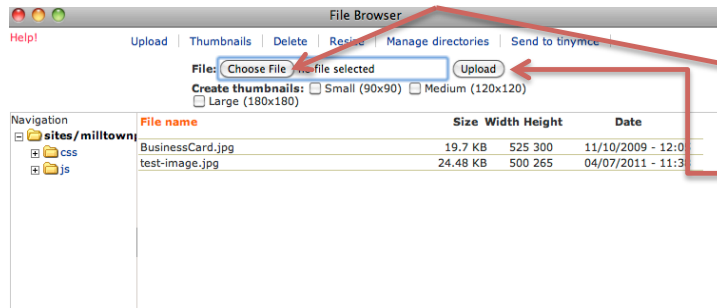 File Browser
Help!
Upload | Thumbnails | Delete | Resize | Manage directories | Send to tinymce |
File: Choose File file selected Upload
Create thumbnails: Small (90x90) Medium (120x120)
Large (180x180)
Navigation
sites/milltownp
css
js
File name Size Width Height Date
BusinessCard.jpg 19.7 KB 525 300 11/10/2009 - 12:0
test-image.jpg 24.48 KB 500 265 04/07/2011 - 11:3